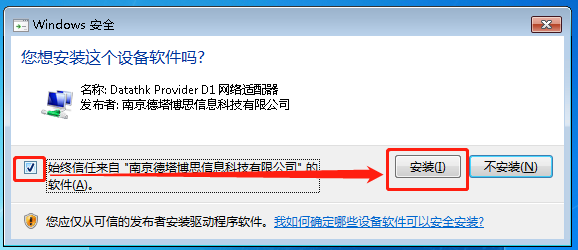 Windows 安全
您想安装这个设备软件吗?
名称: Datathk Provider D1 网络适配器
发布者: 南京德塔博思信息科技有限公司
始终信任来自 "南京德塔博思信息科技有限公司" 的
软件(A)。
安装(I)
不安装(N)
您应仅从可信的发布者安装驱动程序软件。我如何确定哪些设备软件可以安全安装?